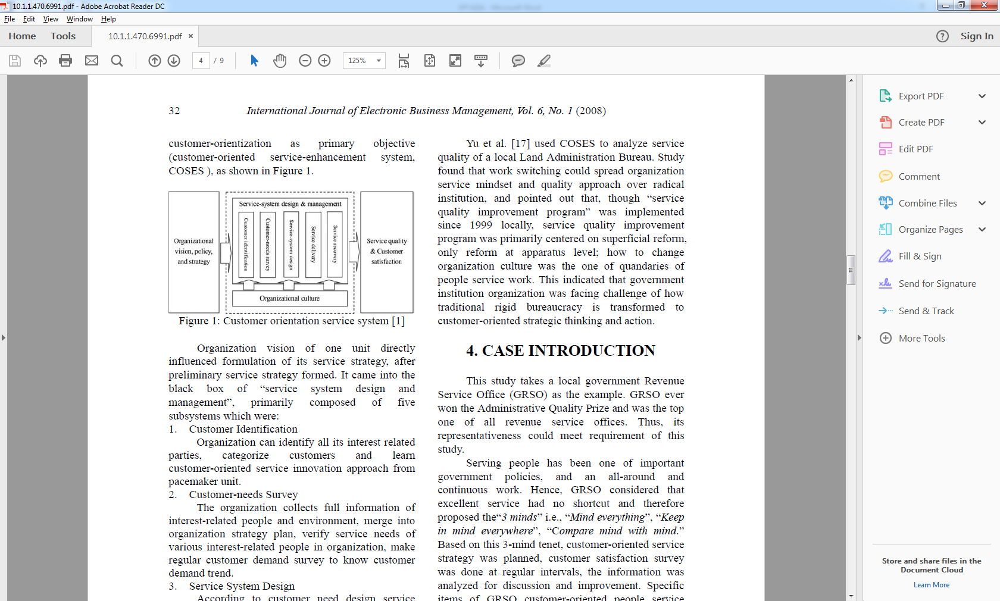 10.1.1.470.6991.pdf - Adobe Acrobat Reader DC
File Edit View Window Help
Home Tools 10.1.1.470.6991.pdf × Sign In
4 / 9 125%
32 International Journal of Electronic Business Management, Vol. 6, No. 1 (2008)
customer-orientization as primary objective
(customer-oriented service-enhancement system,
COSES ), as shown in Figure 1.
Organizational
vision, policy,
and strategy
Service-system design & management
Customer identification
Customer-needs survey
Service-system design
Service delivery
Service recovery
Organizational culture
Service quality
& Customer
satisfaction
Figure 1: Customer orientation service system [1]
Organization vision of one unit directly
influenced formulation of its service strategy, after
preliminary service strategy formed. It came into the
black box of “service system design and
management”, primarily composed of five
subsystems which were:
1. Customer Identification
Organization can identify all its interest related
parties, categorize customers and learn
customer-oriented service innovation approach from
pacemaker unit.
2. Customer-needs Survey
The organization collects full information of
interest-related people and environment, merge into
organization strategy plan, verify service needs of
various interest-related people in organization, make
regular customer demand survey to know customer
demand trend.
3. Service System Design
According to customer need design service
Yu et al. [17] used COSES to analyze service
quality of a local Land Administration Bureau. Study
found that work switching could spread organization
service mindset and quality approach over radical
institution, and pointed out that, though “service
quality improvement program” was implemented
since 1999 locally, service quality improvement
program was primarily centered on superficial reform,
only reform at apparatus level; how to change
organization culture was the one of quandaries of
people service work. This indicated that government
institution organization was facing challenge of how
traditional rigid bureaucracy is transformed to
customer-oriented strategic thinking and action.
4. CASE INTRODUCTION
This study takes a local government Revenue
Service Office (GRSO) as the example. GRSO ever
won the Administrative Quality Prize and was the top
one of all revenue service offices. Thus, its
representativeness could meet requirement of this
study.
Serving people has been one of important
government policies, and an all-around and
continuous work. Hence, GRSO considered that
excellent service had no shortcut and therefore
proposed the“3 minds” i.e., “Mind everything”, “Keep
in mind everywhere”, “Compare mind with mind.”
Based on this 3-mind tenet, customer-oriented service
strategy was planned, customer satisfaction survey
was done at regular intervals, the information was
analyzed for discussion and improvement. Specific
items of GRSO customer-oriented people service
Export PDF
Create PDF
Edit PDF
Comment
Combine Files
Organize Pages
Fill & Sign
Send for Signature
Send & Track
More Tools
Store and share files in the
Document Cloud
Learn More